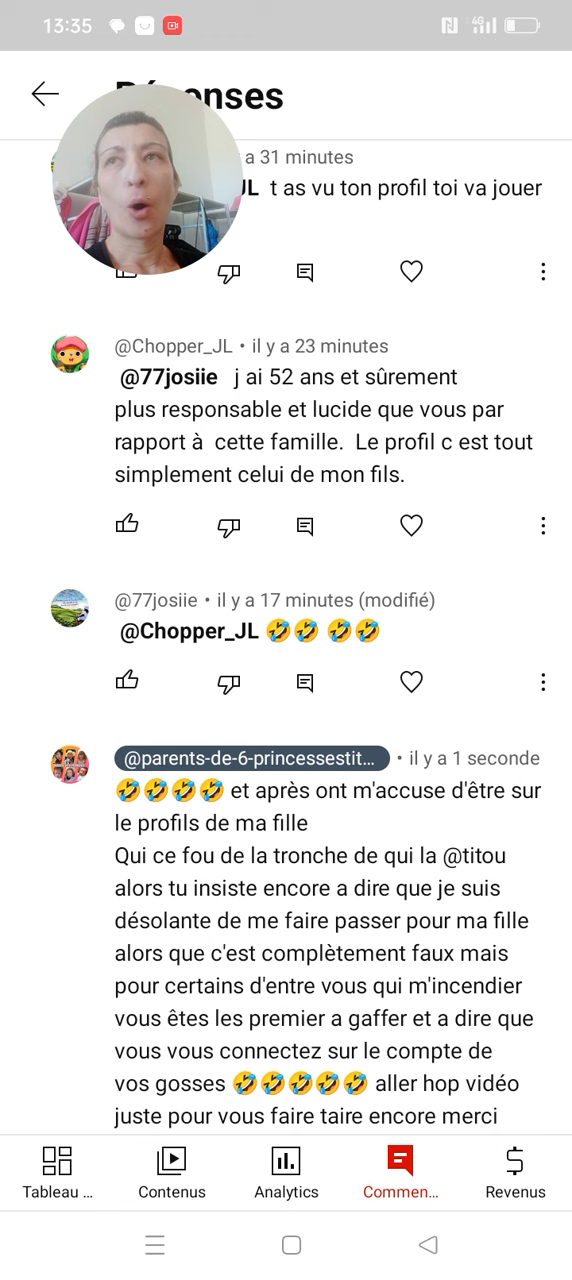 13:35
4G
enses
a 31 minutes
JL t as vu ton profil toi va jouer
@Chopper_JL • il y a 23 minutes
@77josiie j ai 52 ans et sûrement
plus responsable et lucide que vous par
rapport à cette famille. Le profil c est tout
simplement celui de mon fils.
@77josiie • il y a 17 minutes (modifié)
@Chopper_JL 🤣🤣 🤣🤣
@parents-de-6-princessestit... • il y a 1 seconde
🤣🤣🤣🤣 et après ont m'accuse d'être sur
le profils de ma fille
Qui ce fou de la tronche de qui la @titou
alors tu insiste encore a dire que je suis
désolante de me faire passer pour ma fille
alors que c'est complètement faux mais
pour certains d'entre vous qui m'incendier
vous êtes les premier a gaffer et a dire que
vous vous connectez sur le compte de
vos gosses 🤣🤣🤣🤣🤣 aller hop vidéo
juste pour vous faire taire encore merci
Tableau ...
Contenus
Analytics
Commen...
Revenus